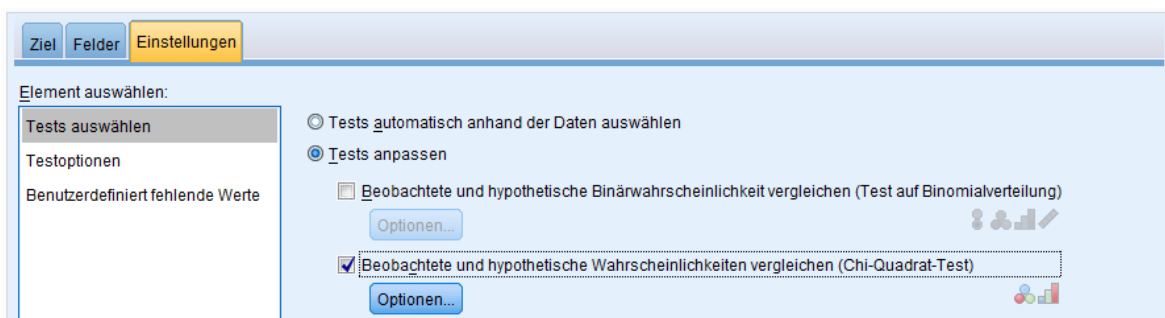 Ziel Felder Einstellungen
Element auswählen:
Tests auswählen
Testoptionen
Benutzerdefiniert fehlende Werte
Tests automatisch anhand der Daten auswählen
Tests anpassen
Beobachtete und hypothetische Binärwahrscheinlichkeit vergleichen (Test auf Binomialverteilung)
Optionen...
Beobachtete und hypothetische Wahrscheinlichkeiten vergleichen (Chi-Quadrat-Test)
Optionen...